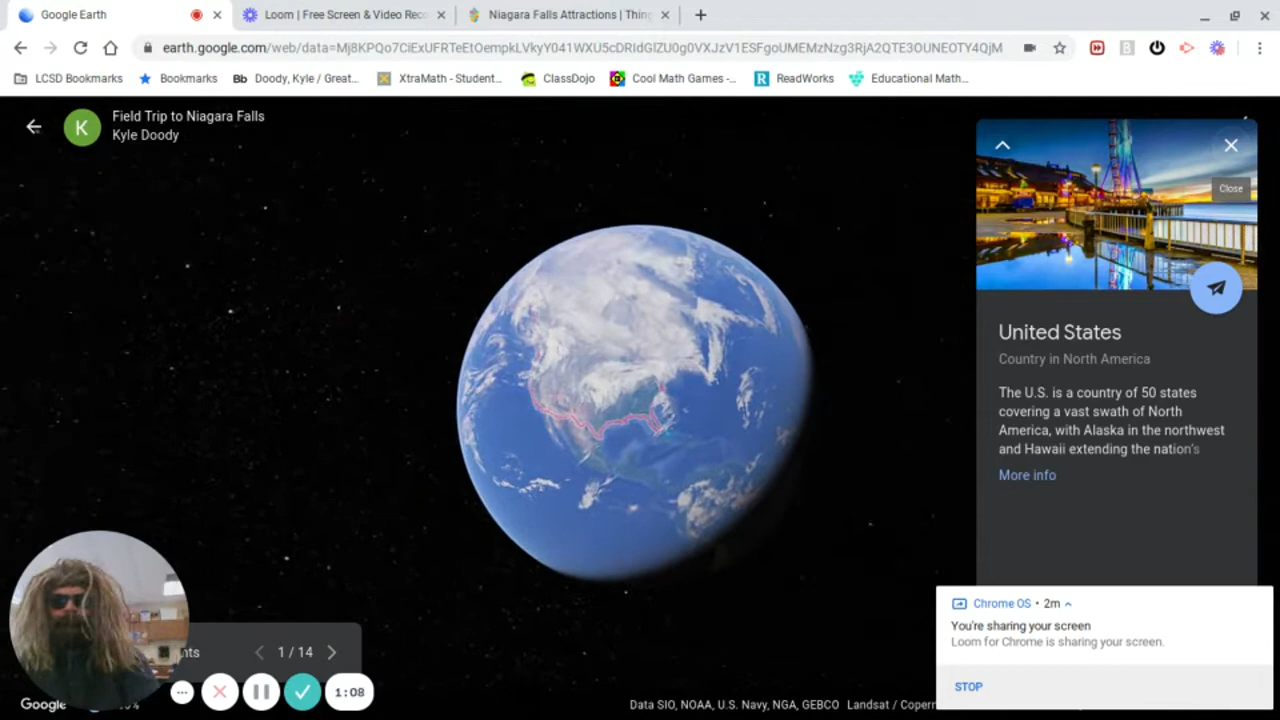 Google Earth
Loom | Free Screen & Video Reco
Niagara Falls Attractions | Thing
earth.google.com/web/data=Mj8KPQo7CiExUFRTeEtOempkLVkyY041WXU5cDRIdGlZU0g0VXJzV1ESFgoUMEMzNzg3RjA2QTE3OUNEOTY4QjM
LCSD Bookmarks
Bookmarks
Bb Doody, Kyle / Great...
XtraMath - Student...
ClassDojo
Cool Math Games -...
R ReadWorks
Educational Math...
K
Field Trip to Niagara Falls
Kyle Doody
Close
United States
Country in North America
The U.S. is a country of 50 states
covering a vast swath of North
America, with Alaska in the northwest
and Hawaii extending the nation's
More info
Chrome OS • 2m
You're sharing your screen
Loom for Chrome is sharing your screen.
STOP
nts
1 / 14
1:08
Google
Data SIO, NOAA, U.S. Navy, NGA, GEBCO Landsat / Copern